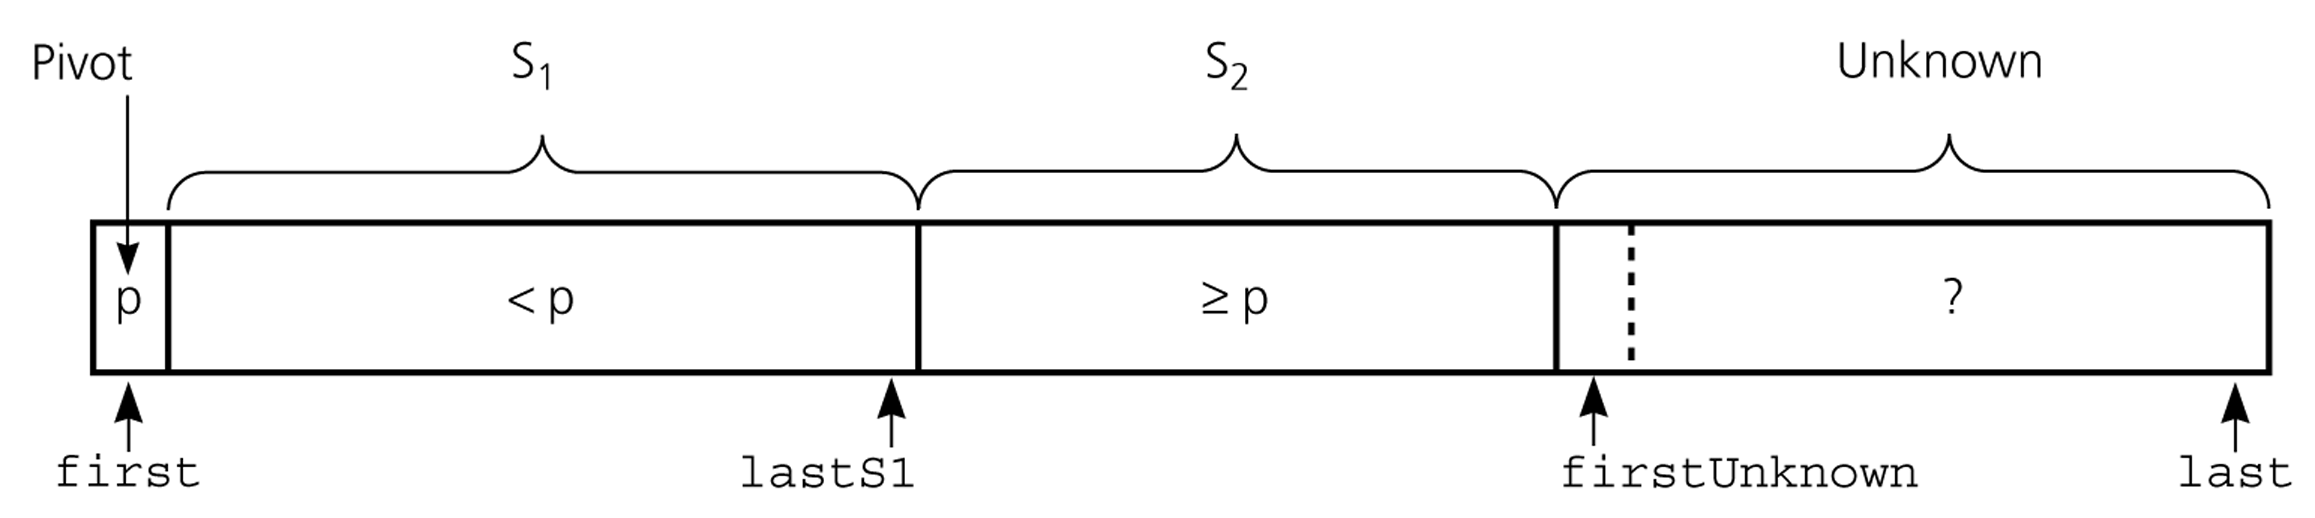 Pivot S₁ S₂ Unknown
p < p ≥ p ?
first lastS1 firstUnknown last